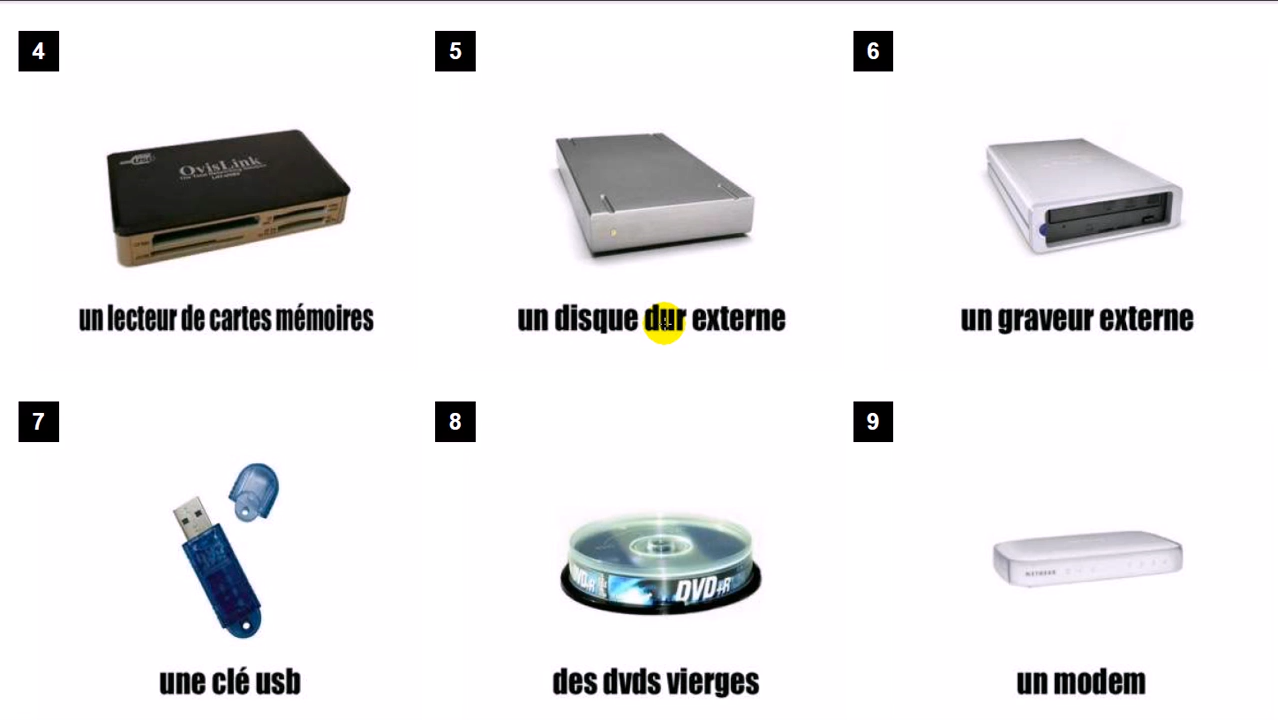 4
5
6
OvisLink
un lecteur de cartes mémoires
un disque dur externe
un graveur externe
7
8
9
DVD+R
NETGEAR
une clé usb
des dvds vierges
un modem